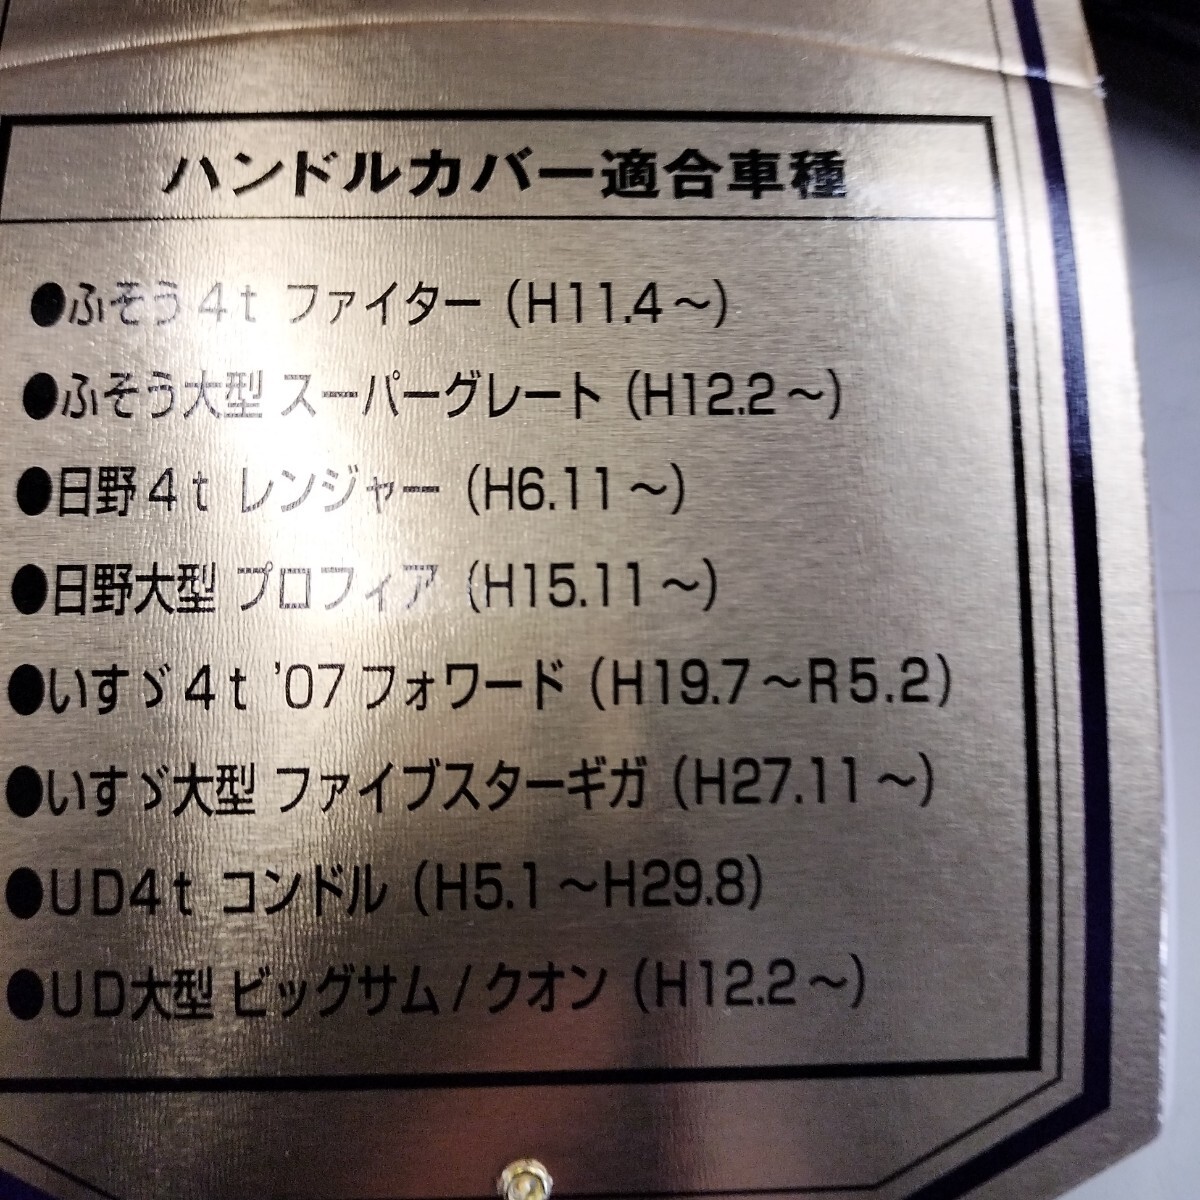 ハンドルカバー適合車種
●ふそう4t ファイター (H11.4～)
●ふそう大型 スーパーグレート (H12.2～)
●日野4t レンジャー (H6.11～)
●日野大型 プロフィア (H15.11～)
●いすゞ4t '07フォワード (H19.7～R5.2)
●いすゞ大型 ファイブスターギガ (H27.11～)
●UD4t コンドル (H5.1～H29.8)
●UD大型 ビッグサム/クオン (H12.2～)